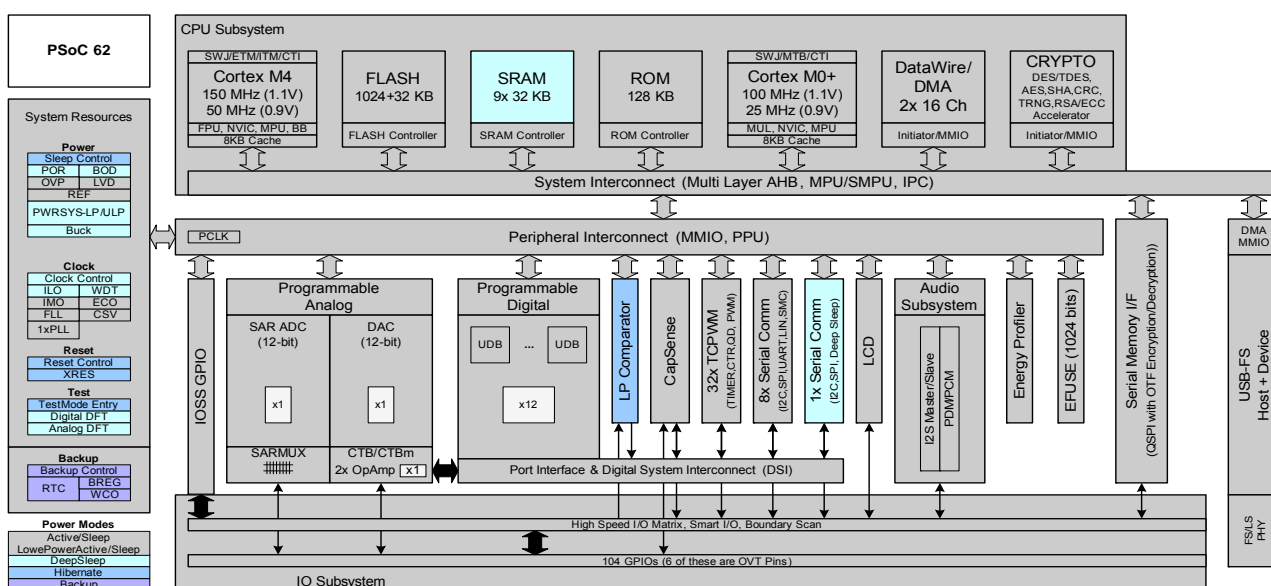 PSoC 62
System Resources
Power
Sleep Control
POR BOD
OVP LVD
REF
PWRSYS-LP/ULP
Buck
Clock
Clock Control
ILO WDT
IMO ECO
FLL CSV
1xPLL
Reset
Reset Control
XRES
Test
TestMode Entry
Digital DFT
Analog DFT
Backup
Backup Control
RTC BREG
WCO
Power Modes
Active/Sleep
LowePowerActive/Sleep
DeepSleep
Hibernate
Backup
CPU Subsystem
SWJ/ETM/ITM/CTI
Cortex M4
150 MHz (1.1V)
50 MHz (0.9V)
FPU, NVIC, MPU, BB
8KB Cache
FLASH
1024+32 KB
FLASH Controller
SRAM
9x 32 KB
SRAM Controller
ROM
128 KB
ROM Controller
SWJ/MTB/CTI
Cortex M0+
100 MHz (1.1V)
25 MHz (0.9V)
MUL, NVIC, MPU
8KB Cache
DataWire/
DMA
2x 16 Ch
Initiator/MMIO
CRYPTO
DES/TDES,
AES,SHA,CRC,
TRNG,RSA/ECC
Accelerator
Initiator/MMIO
System Interconnect (Multi Layer AHB, MPU/SMPU, IPC)
PCLK
Peripheral Interconnect (MMIO, PPU)
IOSS GPIO
Programmable
Analog
SAR ADC
(12-bit)
x1
DAC
(12-bit)
x1
SARMUX
CTB/CTBm
2x OpAmp x1
Programmable
Digital
UDB ... UDB
x12
Port Interface & Digital System Interconnect (DSI)
LP Comparator
CapSense
32x TCPWM
(TIMER,CTR,QD, PWM)
8x Serial Comm
(I2C,SPI,UART,LIN,SMC)
1x Serial Comm
(I2C,SPI, Deep Sleep)
LCD
Audio
Subsystem
I2S Master/Slave
PDM/PCM
Energy Profiler
EFUSE (1024 bits)
Serial Memory I/F
(QSPI with OTF Encryption/Decryption))
DMA
MMIO
USB-FS
Host + Device
FS/LS
PHY
High Speed I/O Matrix, Smart I/O, Boundary Scan
104 GPIOs (6 of these are OVT Pins)
IO Subsystem